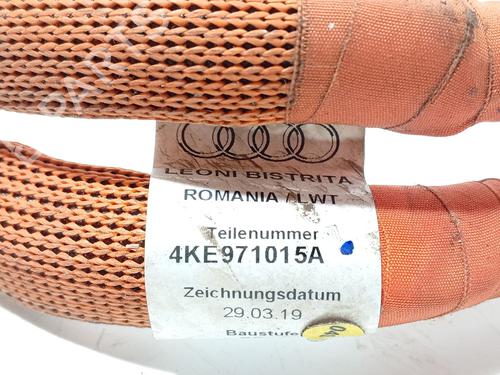 LEONI BISTRITA
ROMANIA / LWT
Teilenummer
4KE971015A
Zeichnungsdatum
29.03.19
Baustufe